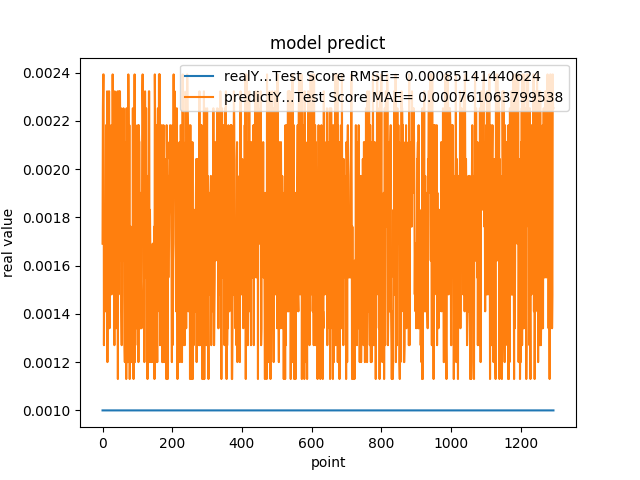 model predict
realY...Test Score RMSE= 0.00085141440624
predictY...Test Score MAE= 0.000761063799538
0.0024
0.0022
0.0020
0.0018
0.0016
0.0014
0.0012
0.0010
real value
0 200 400 600 800 1000 1200
point